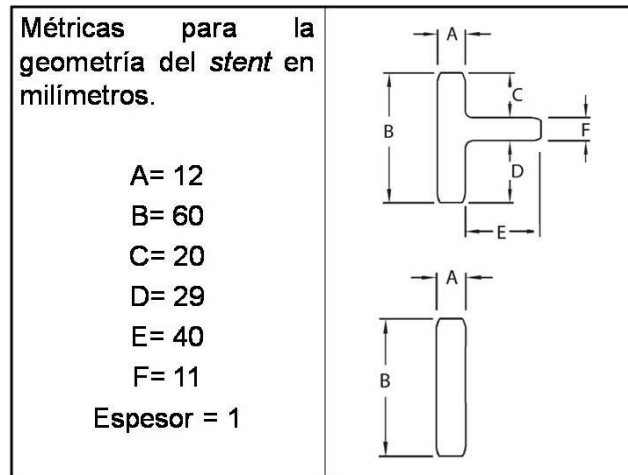 Métricas para la
geometría del stent en
milímetros.
A= 12
B= 60
C= 20
D= 29
E= 40
F= 11
Espesor = 1
A
C
B
F
D
E
A
B